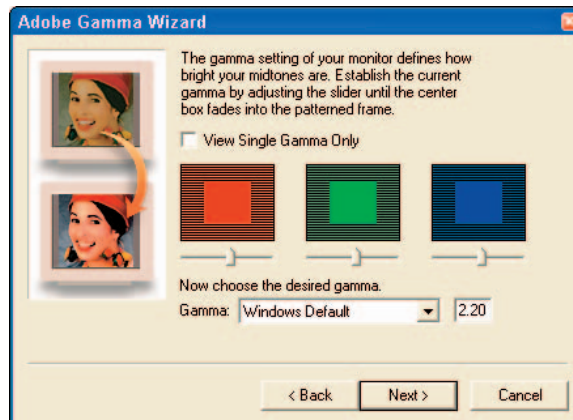 Adobe Gamma Wizard
The gamma setting of your monitor defines how
bright your midtones are. Establish the current
gamma by adjusting the slider until the center
box fades into the patterned frame.
View Single Gamma Only
Now choose the desired gamma.
Gamma: Windows Default 2.20
< Back Next > Cancel